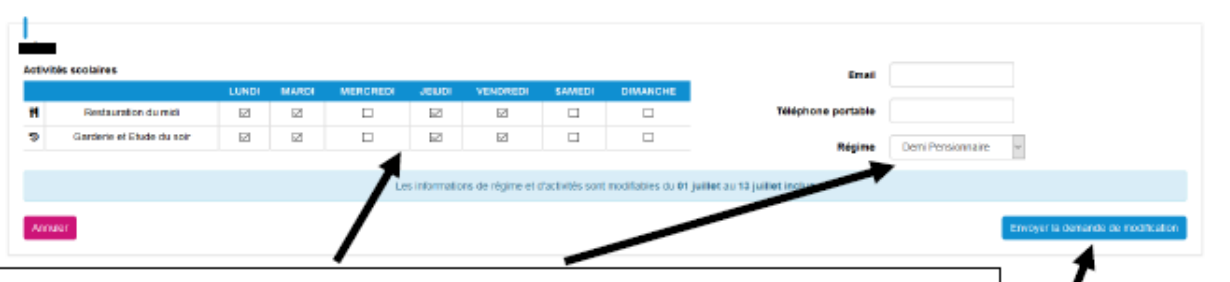 Activités scolaires
LUNDI MARDI MERCREDI JEUDI VENDREDI SAMEDI DIMANCHE
Restauration du midi
Garderie et Etude du soir
Email
Téléphone portable
Régime Demi Pensionnaire
Les informations de régime et d'activités sont modifiables du 01 juillet au 13 juillet inclus
Annuler
Envoyer la demande de modification